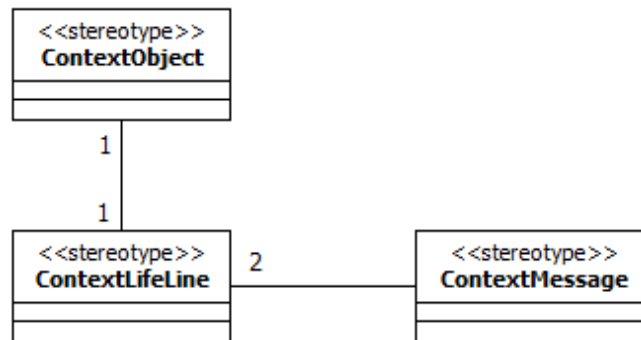 <<stereotype>>
ContextObject
1
1
<<stereotype>>
ContextLifeLine
2
<<stereotype>>
ContextMessage